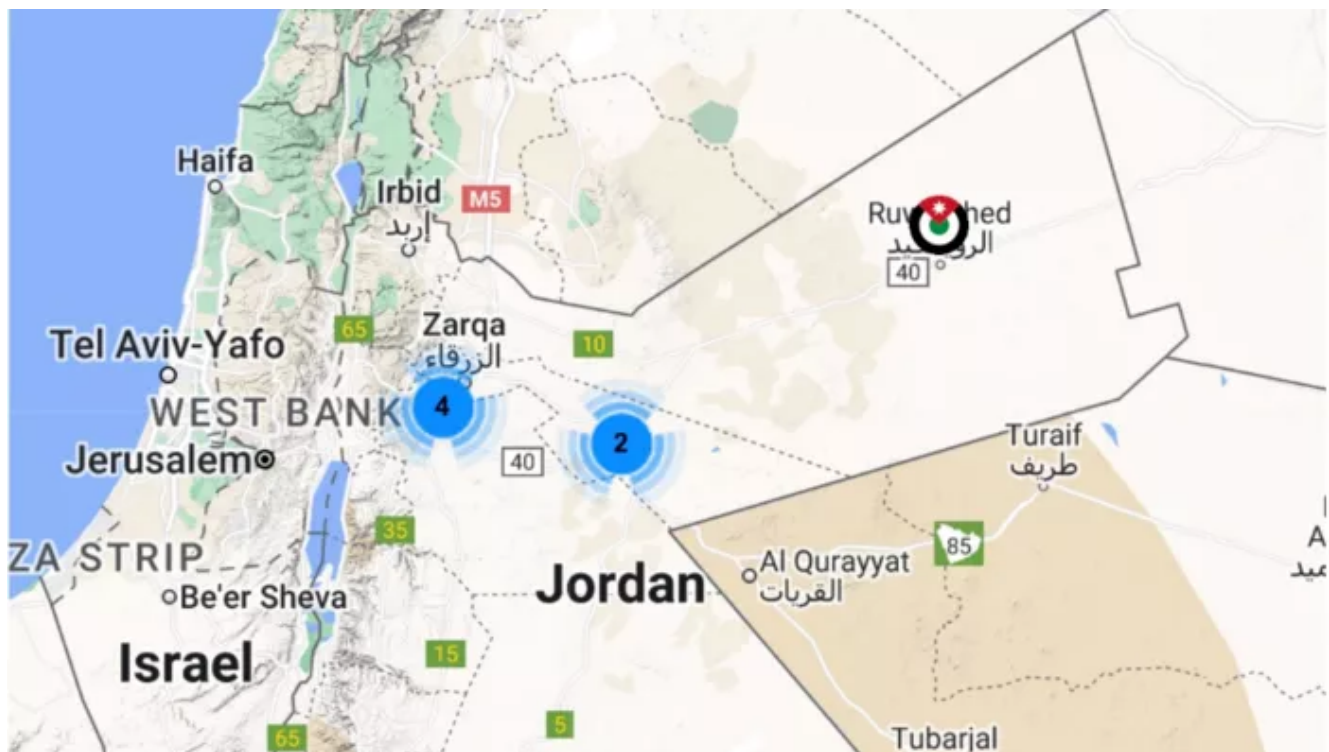 Haifa
Irbid
إربد
M5
40
65
Zarqa
الزرقاء
10
Tel Aviv-Yafo
4
WEST BANK
2
Jerusalem
40
Turaif
طريف
35
85
ZA STRIP
Al Qurayyat
القريات
Jordan
Be'er Sheva
Israel
15
65
5
Tubarjal